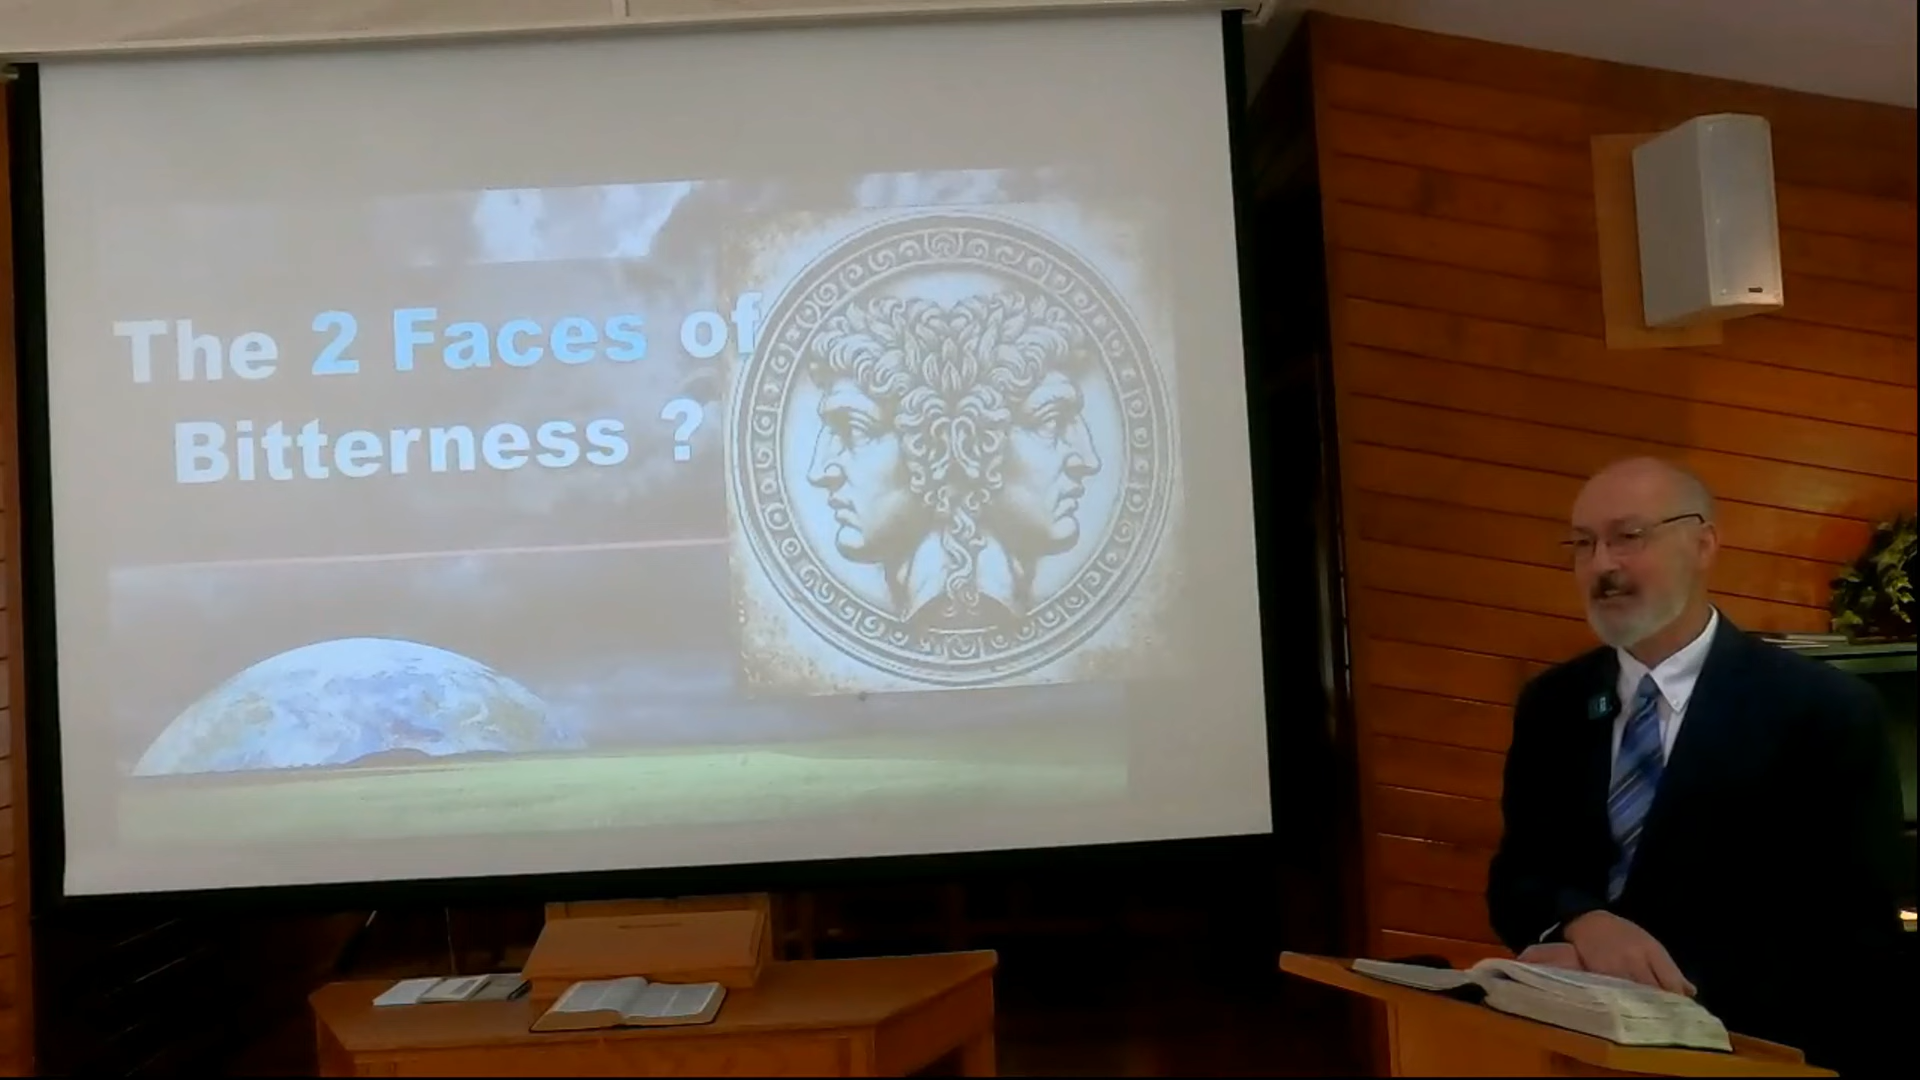 The 2 Faces of
Bitterness ?